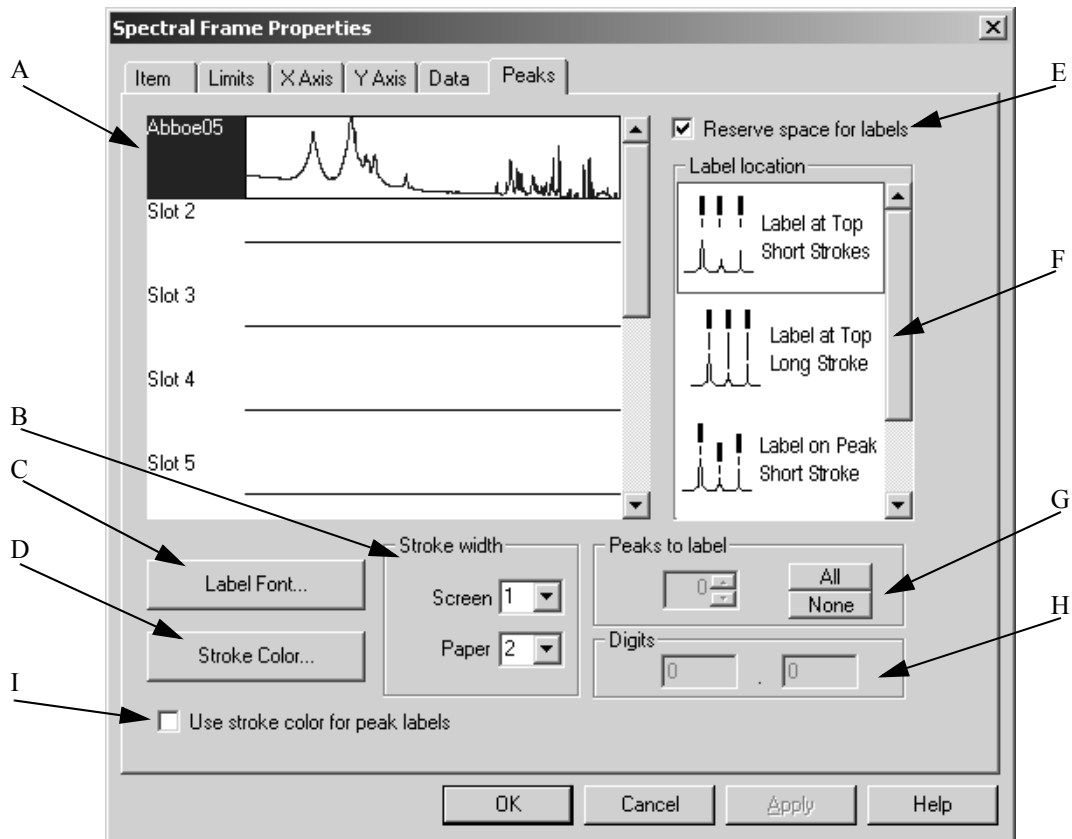 Spectral Frame Properties
A
Item
Limits
X Axis
Y Axis
Data
Peaks
E
Abboe05
Reserve space for labels
Label location
Slot 2
Label at Top
Short Strokes
F
Slot 3
Label at Top
Long Stroke
Slot 4
B
Label on Peak
Short Stroke
Slot 5
C
G
D
Label Font...
Stroke width
Screen 1
Paper 2
Peaks to label
0
All
None
H
Stroke Color...
Digits
0 . 0
I
Use stroke color for peak labels
OK
Cancel
Apply
Help